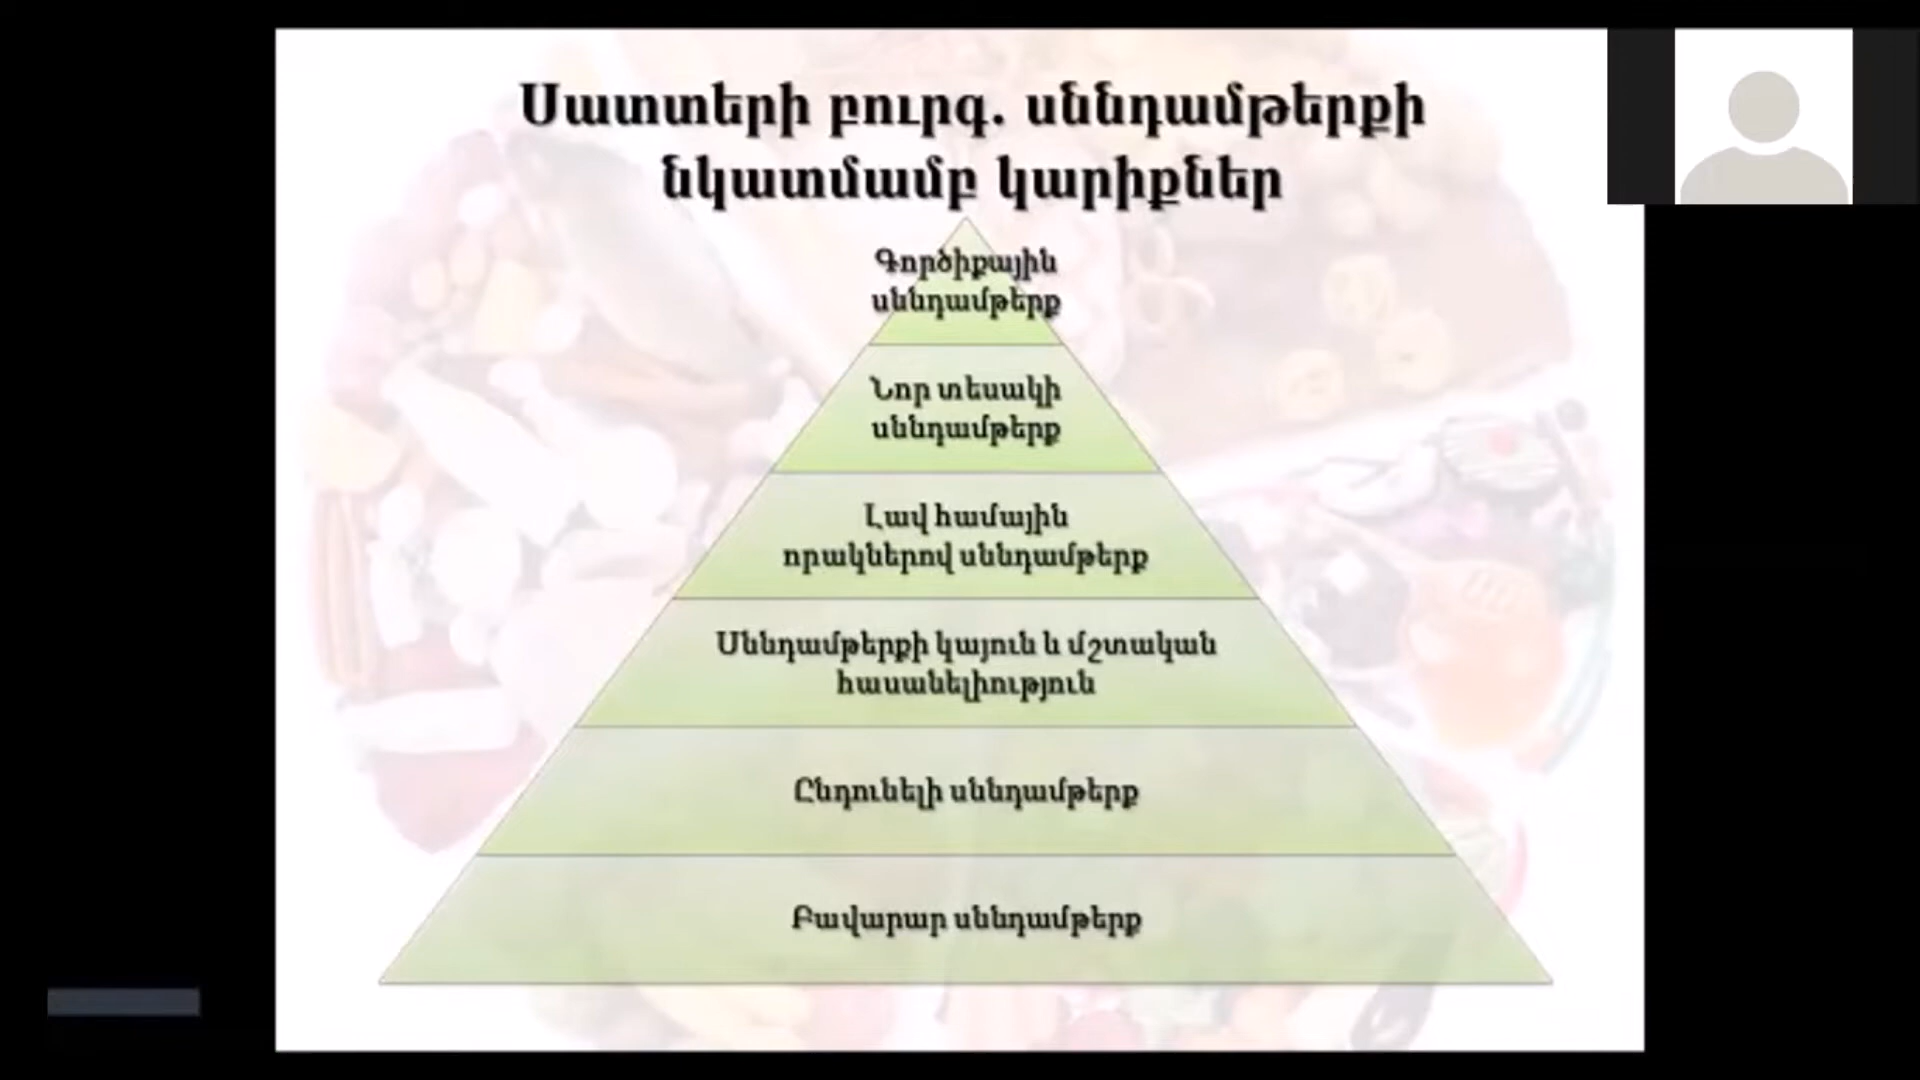 Սատտերի բուրգ. սննդամթերքի
նկատմամբ կարիքներ
Գործիքային
սննդամթերք
Նոր տեսակի
սննդամթերք
Լավ համային
որակներով սննդամթերք
Սննդամթերքի կայուն և մշտական
հասանելիություն
Ընդունելի սննդամթերք
Բավարար սննդամթերք